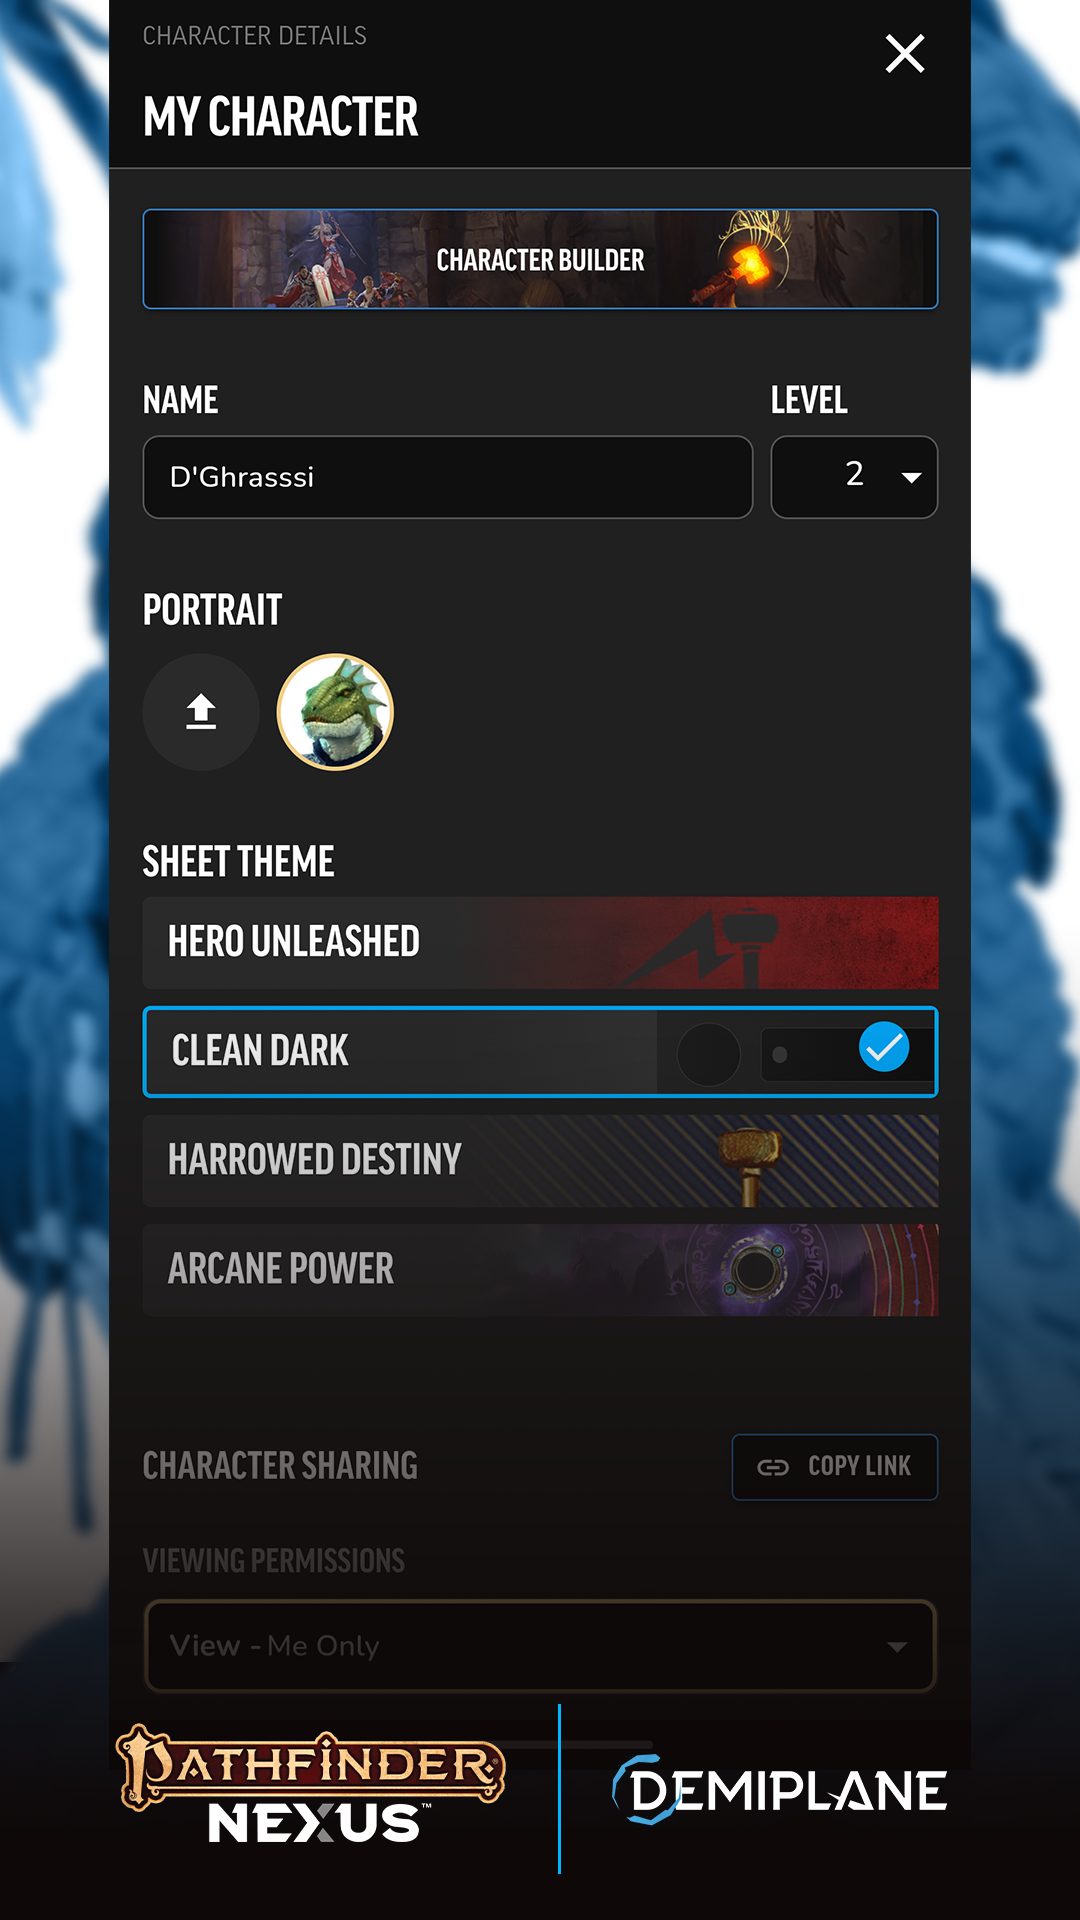 CHARACTER DETAILS
MY CHARACTER
CHARACTER BUILDER
NAME
LEVEL
D'Ghrasssi
2
PORTRAIT
SHEET THEME
HERO UNLEASHED
CLEAN DARK
HARROWED DESTINY
ARCANE POWER
CHARACTER SHARING
COPY LINK
VIEWING PERMISSIONS
View - Me Only
PATHFINDER®
NEXUS™
DEMIPLANE